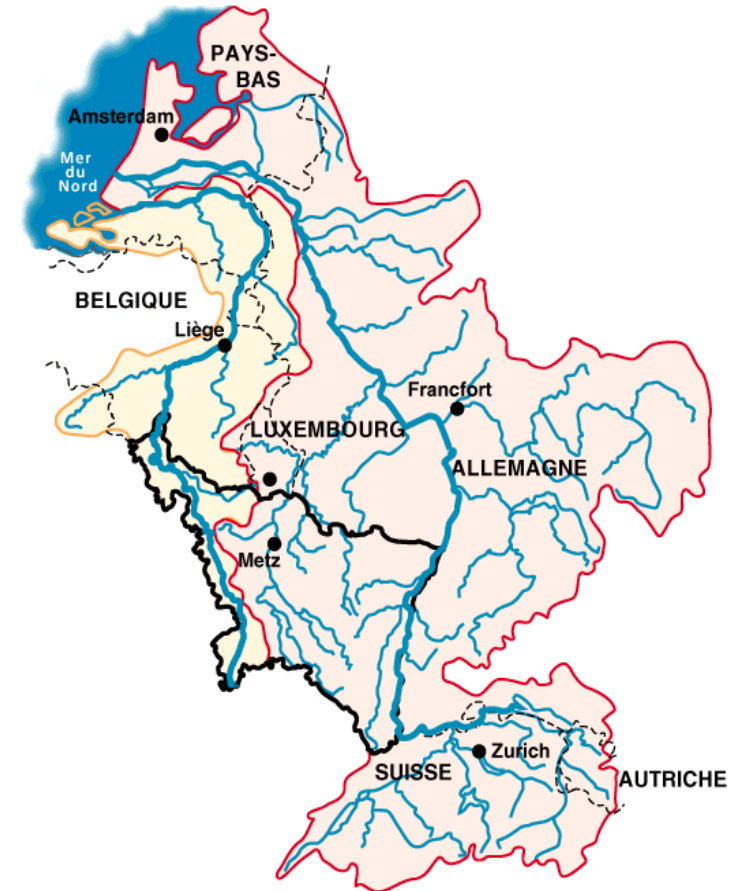 PAYS-
BAS
Amsterdam
Mer
du
Nord
BELGIQUE
Liège
Francfort
LUXEMBOURG
ALLEMAGNE
Metz
Zurich
SUISSE
AUTRICHE